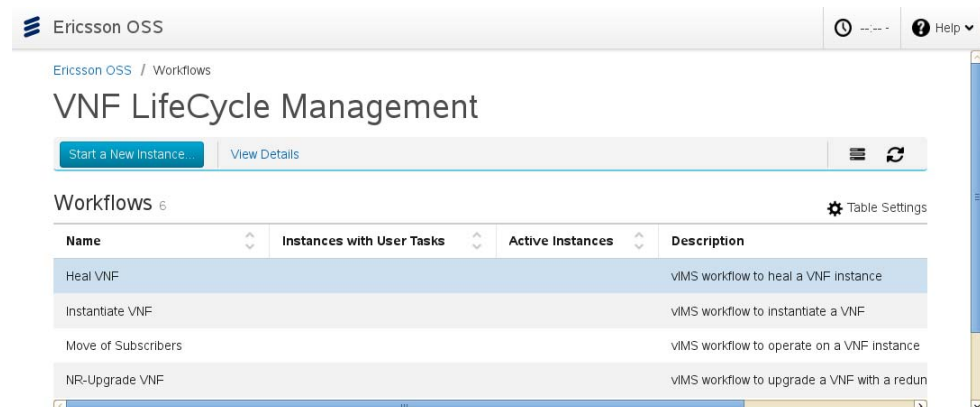 Ericsson OSS
--:-- -
Help
Ericsson OSS / Workflows
VNF LifeCycle Management
Start a New Instance... View Details
Workflows 6
Table Settings
Name Instances with User Tasks Active Instances Description
Heal VNF vIMS workflow to heal a VNF instance
Instantiate VNF vIMS workflow to instantiate a VNF
Move of Subscribers vIMS workflow to operate on a VNF instance
NR-Upgrade VNF vIMS workflow to upgrade a VNF with a redun